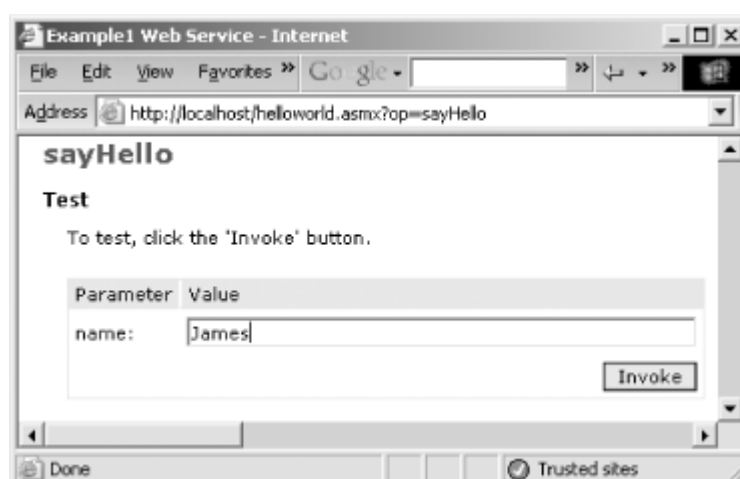 Example1 Web Service - Internet
File Edit View Favorites » Google »  »
Address http://localhost/helloworld.asmx?op=sayHello
sayHello
Test
To test, click the 'Invoke' button.
Parameter Value
name: James
Invoke
Done Trusted sites